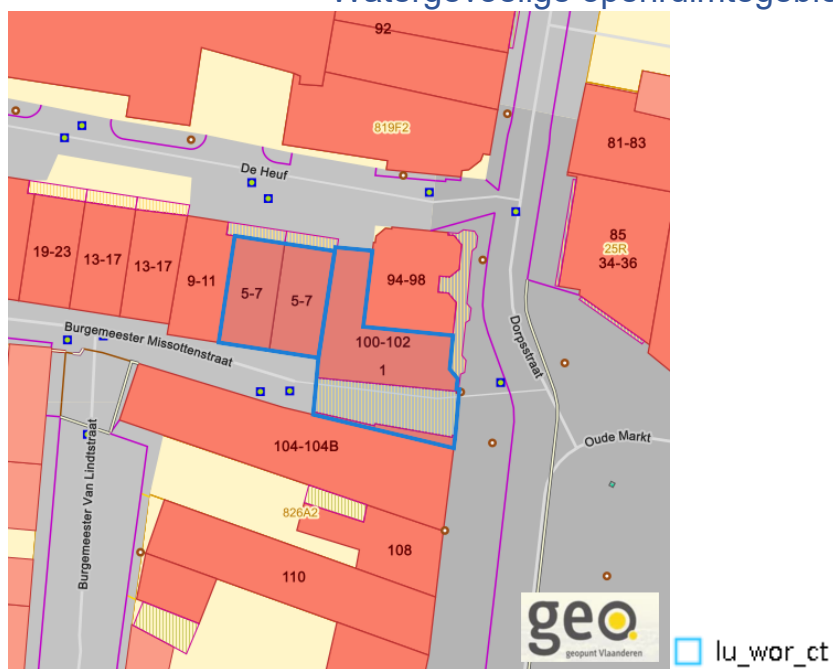 92
819F2
81-83
De Heuf
85
25R
34-36
19-23
13-17
13-17
9-11
5-7
5-7
94-98
100-102
1
Burgemeester Missottenstraat
Dorpsstraat
Oude Markt
104-104B
Burgemeester Van Lindtstraat
826A2
108
110
geo
geopunt Vlaanderen
lu_wor_ct